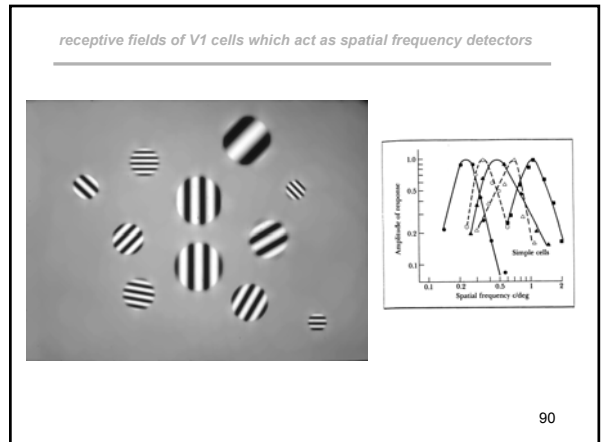 receptive fields of V1 cells which act as spatial frequency detectors
Amplitude of response
1.0
0.5
0.2
0.1
Simple cells
0.1 0.2 0.5 1 2
Spatial frequency c/deg
90